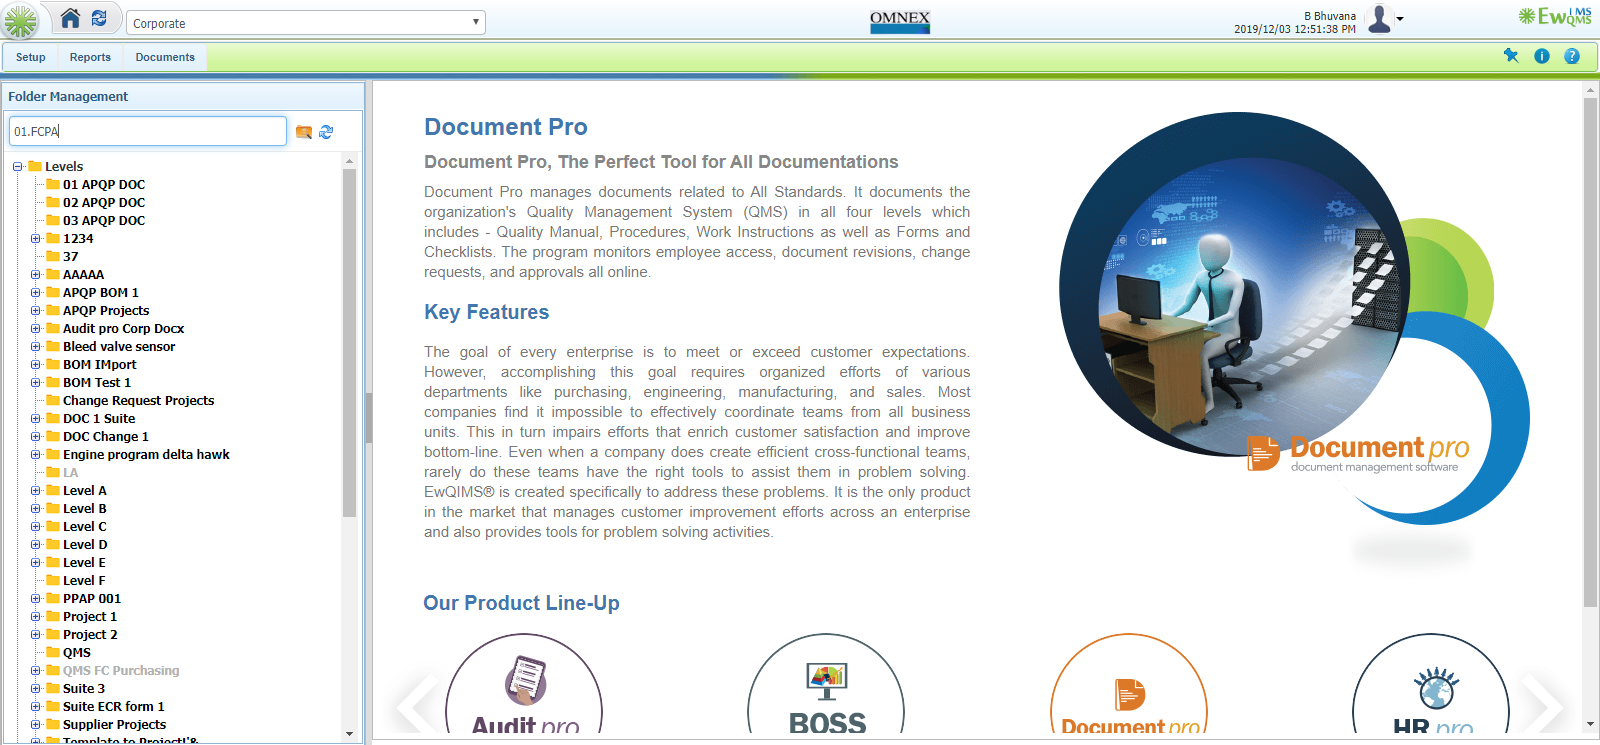 Corporate
OMNEX
B Bhuvana
2019/12/03 12:51:38 PM
EwQIMS
Setup
Reports
Documents
Folder Management
01.FCPA
Levels
01 APQP DOC
02 APQP DOC
03 APQP DOC
1234
37
AAAAA
APQP BOM 1
APQP Projects
Audit pro Corp Docx
Bleed valve sensor
BOM IMport
BOM Test 1
Change Request Projects
DOC 1 Suite
DOC Change 1
Engine program delta hawk
LA
Level A
Level B
Level C
Level D
Level E
Level F
PPAP 001
Project 1
Project 2
QMS
QMS FC Purchasing
Suite 3
Suite ECR form 1
Supplier Projects
Template to Project!'&
Document Pro
Document Pro, The Perfect Tool for All Documentations
Document Pro manages documents related to All Standards. It documents the
organization's Quality Management System (QMS) in all four levels which
includes - Quality Manual, Procedures, Work Instructions as well as Forms and
Checklists. The program monitors employee access, document revisions, change
requests, and approvals all online.
Key Features
The goal of every enterprise is to meet or exceed customer expectations.
However, accomplishing this goal requires organized efforts of various
departments like purchasing, engineering, manufacturing, and sales. Most
companies find it impossible to effectively coordinate teams from all business
units. This in turn impairs efforts that enrich customer satisfaction and improve
bottom-line. Even when a company does create efficient cross-functional teams,
rarely do these teams have the right tools to assist them in problem solving.
EwQIMS® is created specifically to address these problems. It is the only product
in the market that manages customer improvement efforts across an enterprise
and also provides tools for problem solving activities.
Document pro
document management software
Our Product Line-Up
Audit pro
BOSS
Document pro
HR pro